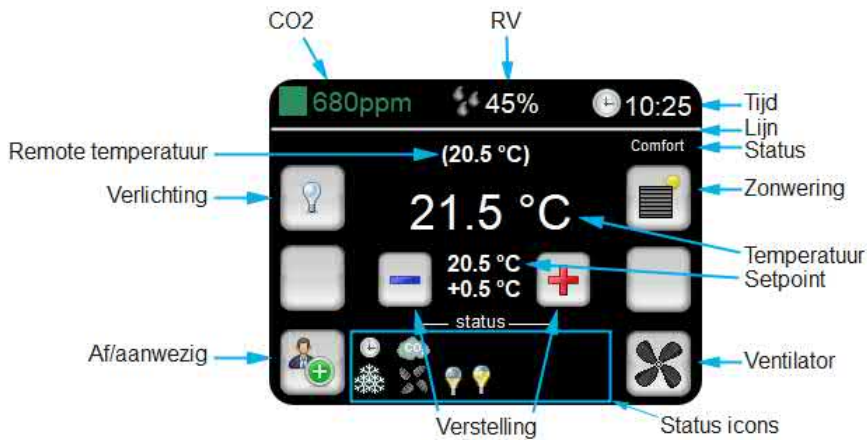 CO2
RV
680ppm
45%
10:25
Tijd
Lijn
Remote temperatuur
(20.5 °C)
Comfort
Status
Verlichting
21.5 °C
Zonwering
Temperatuur
20.5 °C
Setpoint
+0.5 °C
status
Af/aanwezig
CO₂
Ventilator
Verstelling
Status icons